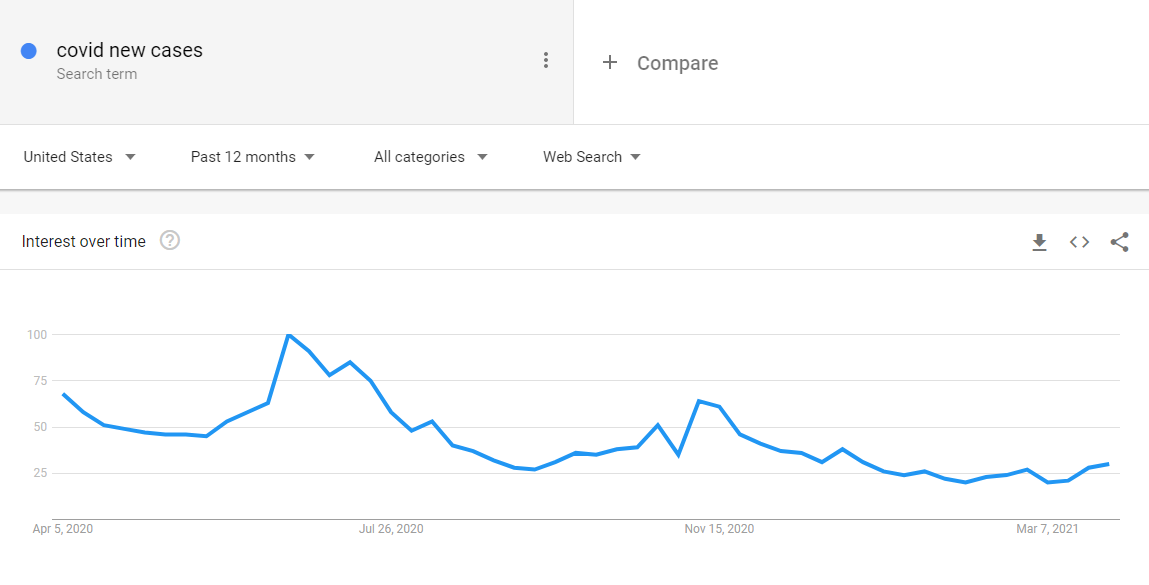 covid new cases
Search term
+ Compare
United States
Past 12 months
All categories
Web Search
Interest over time ?
100
75
50
25
Apr 5, 2020
Jul 26, 2020
Nov 15, 2020
Mar 7, 2021